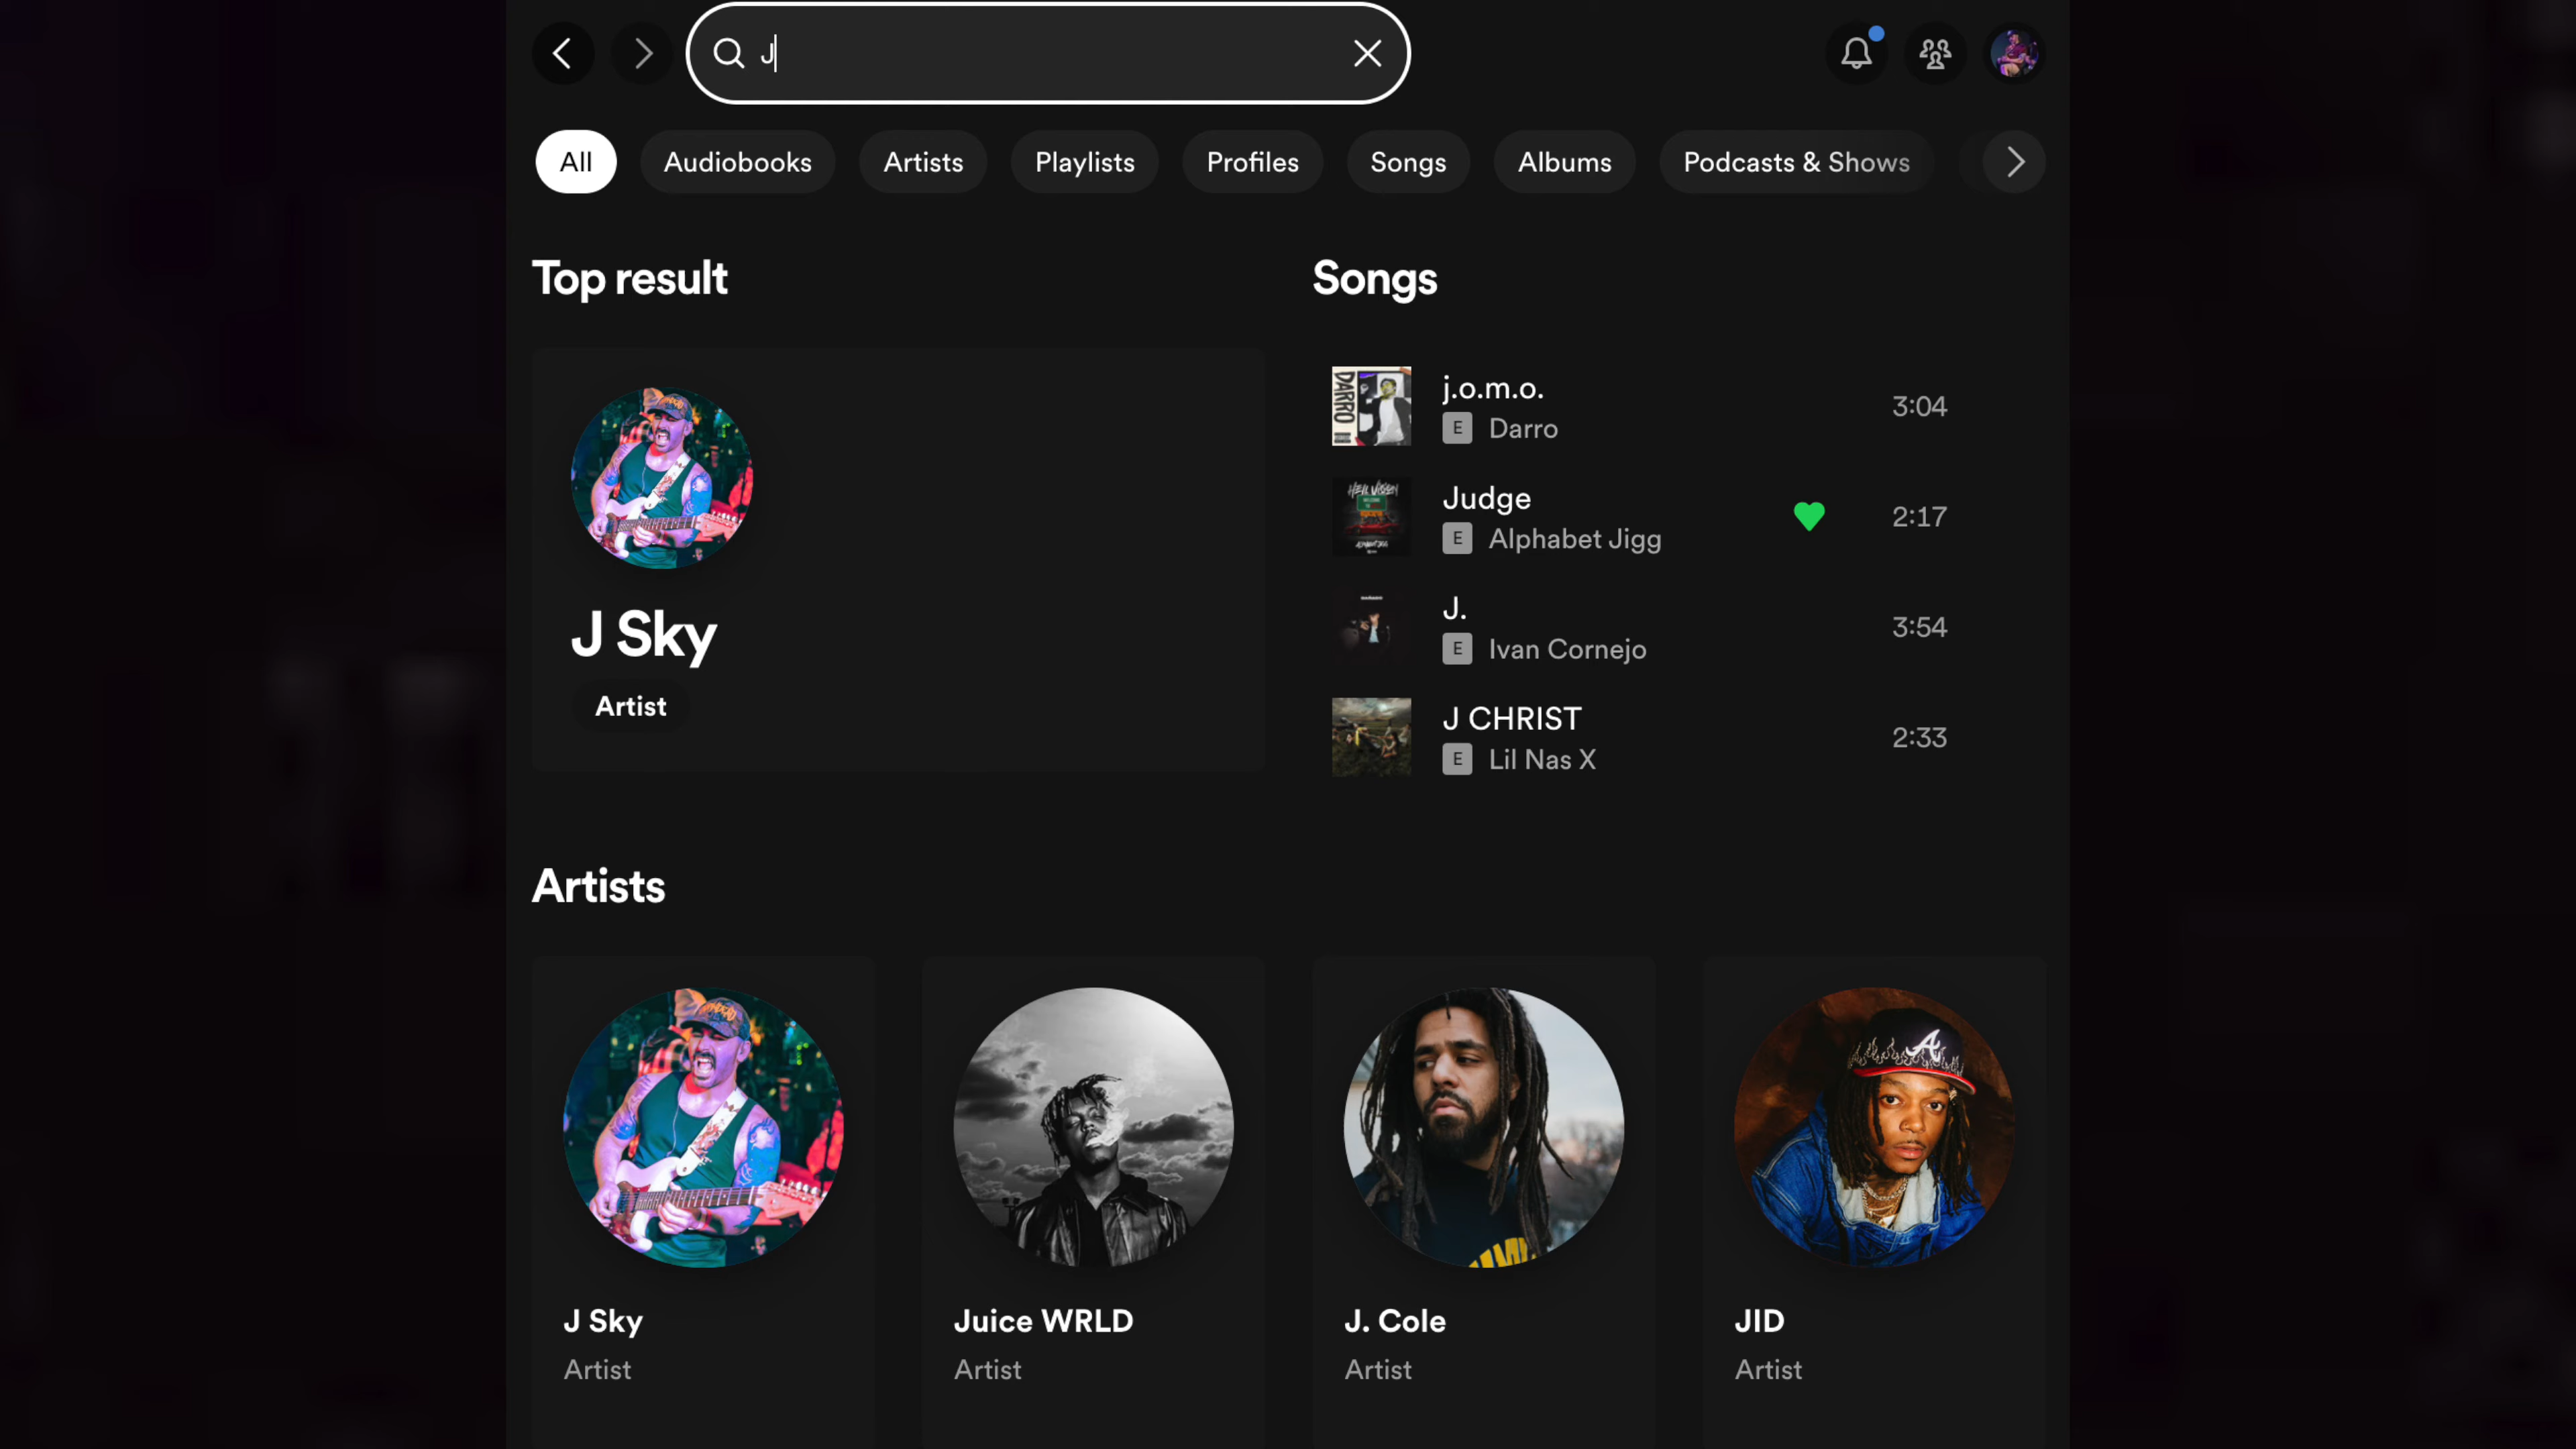 J
All
Audiobooks
Artists
Playlists
Profiles
Songs
Albums
Podcasts & Shows
Top result
J Sky
Artist
Songs
DARRO
j.o.m.o.
E Darro
3:04
Judge
E Alphabet Jigg
2:17
J.
E Ivan Cornejo
3:54
J CHRIST
E Lil Nas X
2:33
Artists
A
J Sky
Artist
Juice WRLD
Artist
J. Cole
Artist
JID
Artist